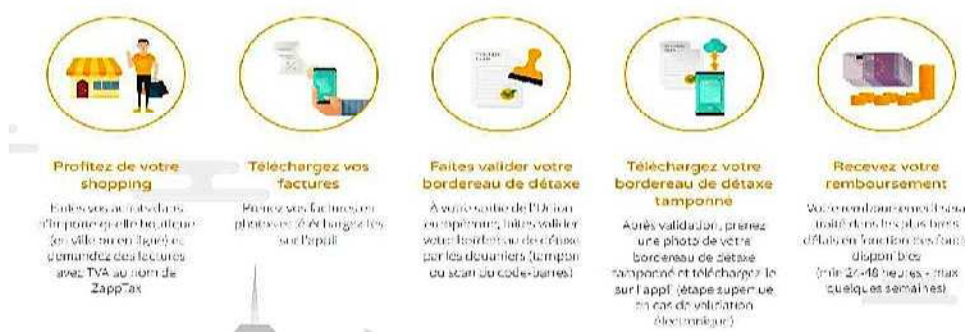 Profitez de votre
shopping
Faites vos achats dans
n'importe quelle boutique
(en ville ou en ligne) et
demandez des factures
avec TVA au nom de
ZappTax
Téléchargez vos
factures
Prenez vos factures en
photos et téléchargez-les
sur l'appli
Faites valider votre
bordereau de détaxe
À votre sortie de l'Union
européenne, faites valider
votre bordereau de détaxe
par les douaniers (tampon
ou scan du code-barres)
Téléchargez votre
bordereau de détaxe
tamponné
Après validation, prenez
une photo de votre
bordereau de détaxe
tamponné et téléchargez-le
sur l'appli (étape superflue
en cas de validation
électronique)
Recevez votre
remboursement
Votre remboursement sera
traité dans les plus brefs
délais en fonction des fonds
disponibles
(min 24-48 heures - max
quelques semaines)